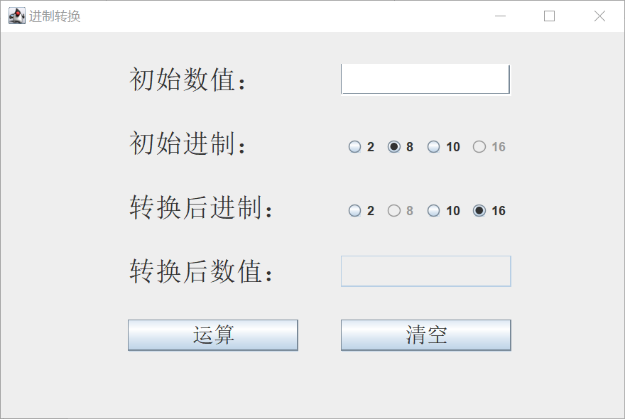 进制转换
初始数值：
初始进制： 2 8 10 16
转换后进制： 2 8 10 16
转换后数值：
运算 清空